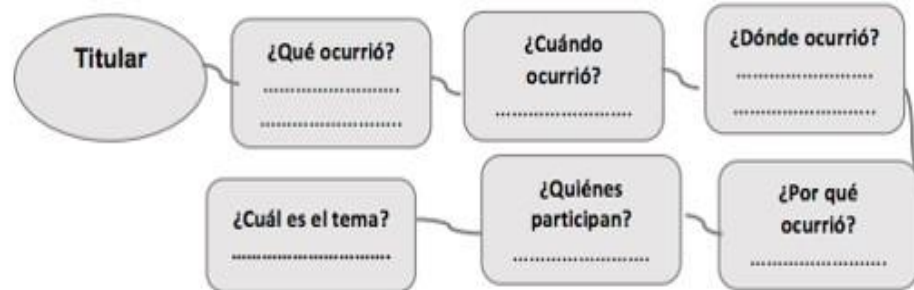 Titular
¿Qué ocurrió?
..........................
..........................
¿Cuándo
ocurrió?
..........................
¿Dónde ocurrió?
..........................
..........................
¿Por qué
ocurrió?
..........................
¿Quiénes
participan?
..........................
¿Cuál es el tema?
..............................